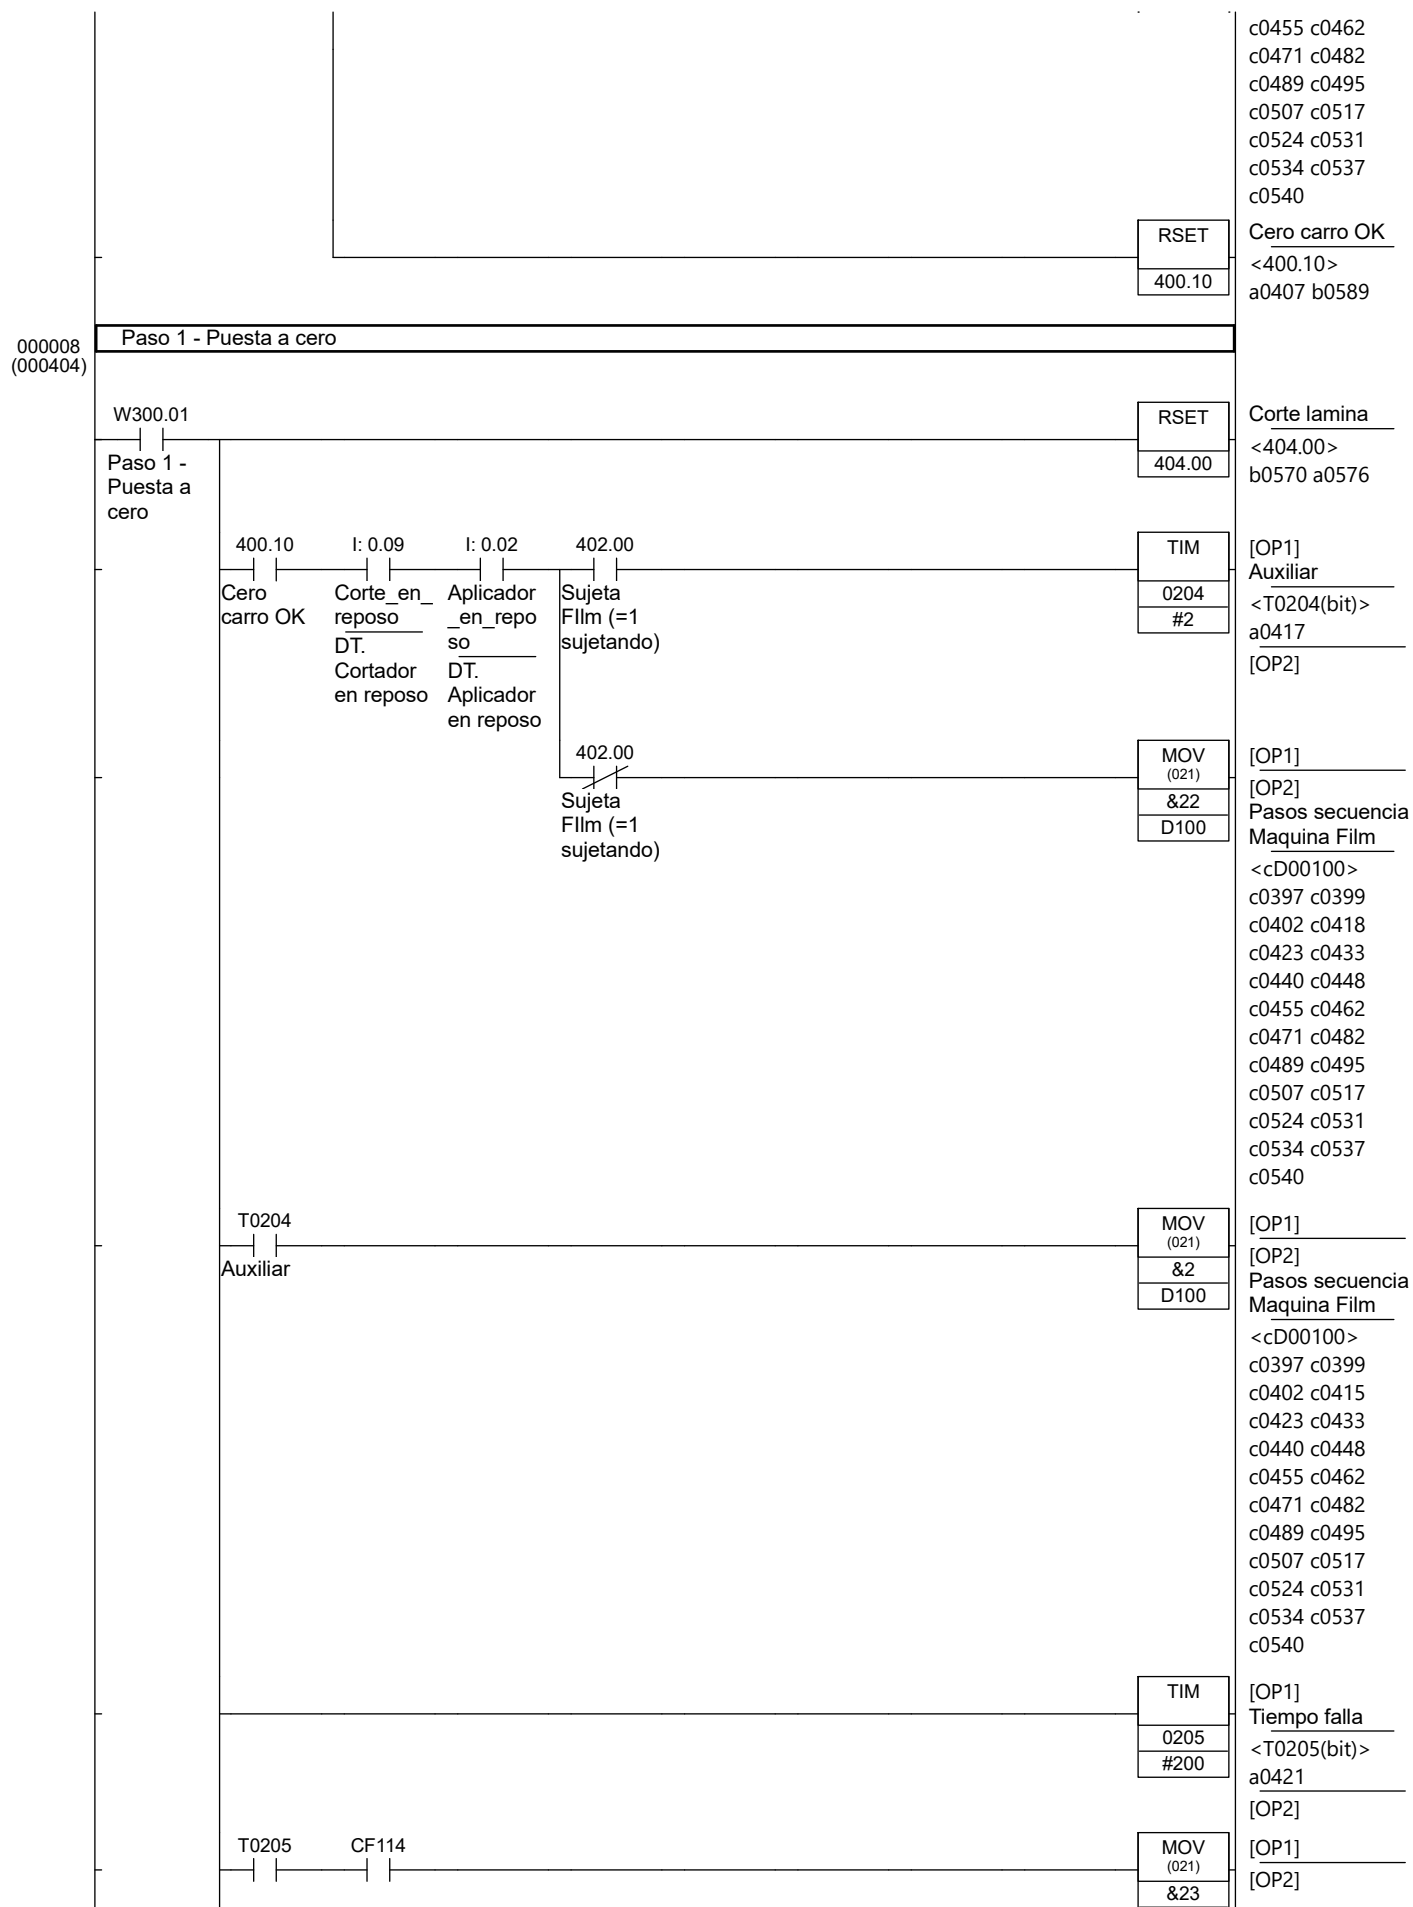 c0455 c0462
c0471 c0482
c0489 c0495
c0507 c0517
c0524 c0531
c0534 c0537
c0540
RSET
400.10
Cero carro OK
<400.10>
a0407 b0589
000008
(000404)
Paso 1 - Puesta a cero
W300.01
Paso 1 -
Puesta a
cero
RSET
404.00
Corte lamina
<404.00>
b0570 a0576
400.10
Cero
carro OK
I: 0.09
Corte_en_
reposo
DT.
Cortador
en reposo
I: 0.02
Aplicador
_en_repo
so
DT.
Aplicador
en reposo
402.00
Sujeta
FIlm (=1
sujetando)
TIM
0204
#2
[OP1]
Auxiliar
<T0204(bit)>
a0417
[OP2]
402.00
Sujeta
FIlm (=1
sujetando)
MOV
(021)
&22
D100
[OP1]
[OP2]
Pasos secuencia
Maquina Film
<cD00100>
c0397 c0399
c0402 c0418
c0423 c0433
c0440 c0448
c0455 c0462
c0471 c0482
c0489 c0495
c0507 c0517
c0524 c0531
c0534 c0537
c0540
T0204
Auxiliar
MOV
(021)
&2
D100
[OP1]
[OP2]
Pasos secuencia
Maquina Film
<cD00100>
c0397 c0399
c0402 c0415
c0423 c0433
c0440 c0448
c0455 c0462
c0471 c0482
c0489 c0495
c0507 c0517
c0524 c0531
c0534 c0537
c0540
TIM
0205
#200
[OP1]
Tiempo falla
<T0205(bit)>
a0421
[OP2]
T0205
CF114
MOV
(021)
&23
[OP1]
[OP2]